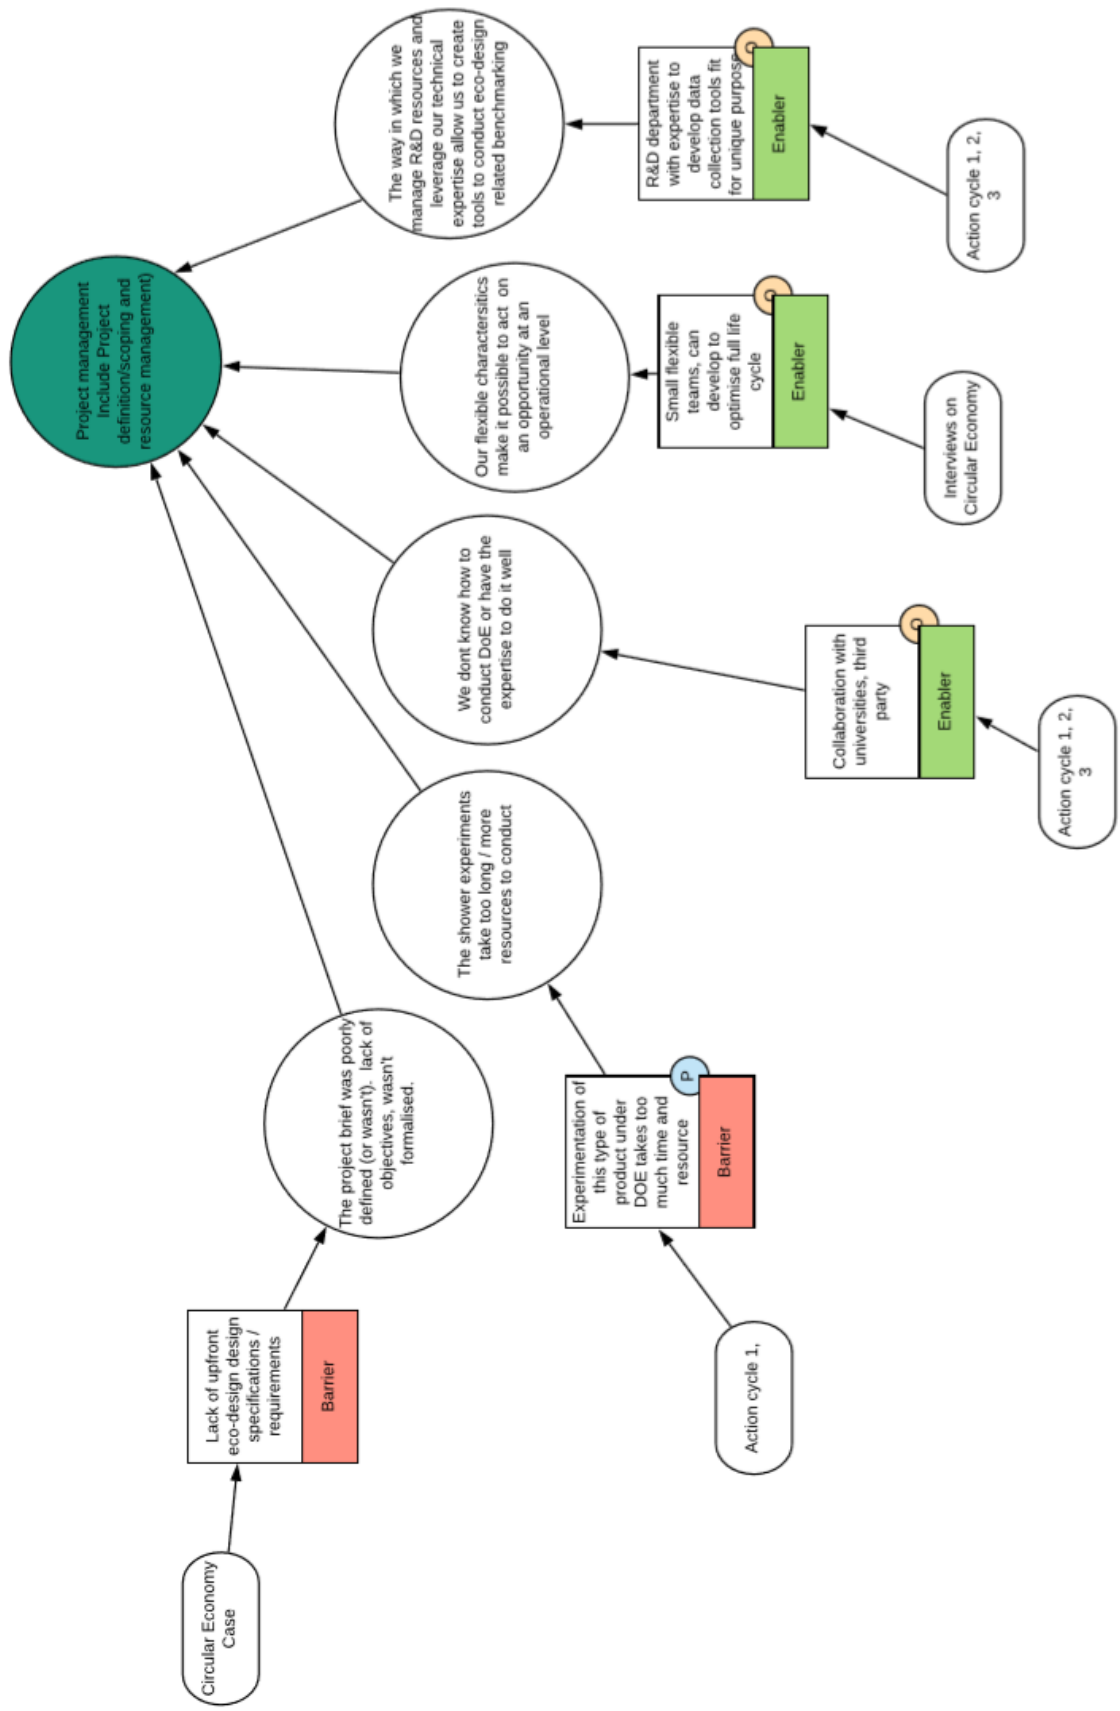 Project management
Include Project
definition/scoping and
resource management)
The project brief was poorly
defined (or wasn't).  lack of
objectives, wasn't
formalised.
The shower experiments
take too long / more
resources to conduct
We dont know how to
conduct DoE or have the
expertise to do it well
Our flexible charactersitics
make it possible to act  on
an opportunity at an
operational level
The way in which we
manage R&D resources and
leverage our technical
expertise allow us to create
tools to conduct eco-design
related benchmarking
Lack of upfront
eco-design design
specifications /
requirements
Barrier
Experimentation of
this type of
product under
DOE takes too
much time and
resource
P
Barrier
Collaboration with
universities, third
party
O
Enabler
Small flexible
teams, can
develop to
optimise full life
cycle
O
Enabler
R&D department
with expertise to
develop data
collection tools fit
for unique purpose
O
Enabler
Circular Economy
Case
Action cycle 1,
Action cycle 1, 2,
3
Interviews on
Circular Economy
Action cycle 1, 2,
3